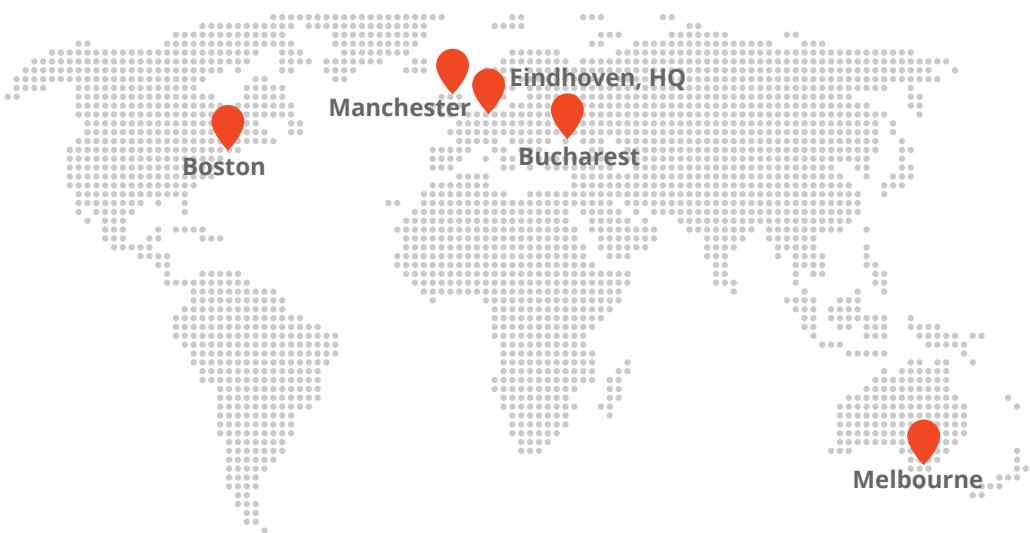 Eindhoven, HQ
Manchester
Bucharest
Boston
Melbourne